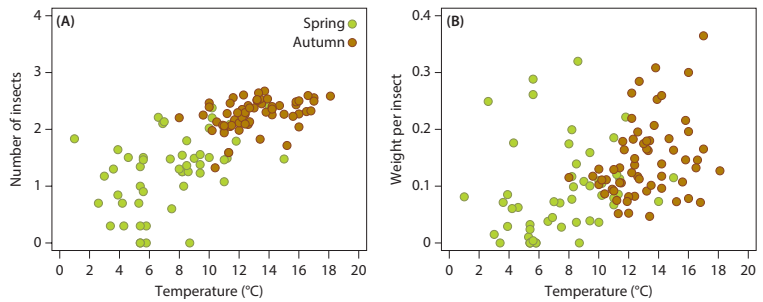 (A)
Spring
Autumn
Number of insects
4
3
2
1
0
0 2 4 6 8 10 12 14 16 18 20
Temperature (°C)
(B)
Weight per insect
0.4
0.3
0.2
0.1
0
0 2 4 6 8 10 12 14 16 18 20
Temperature (°C)